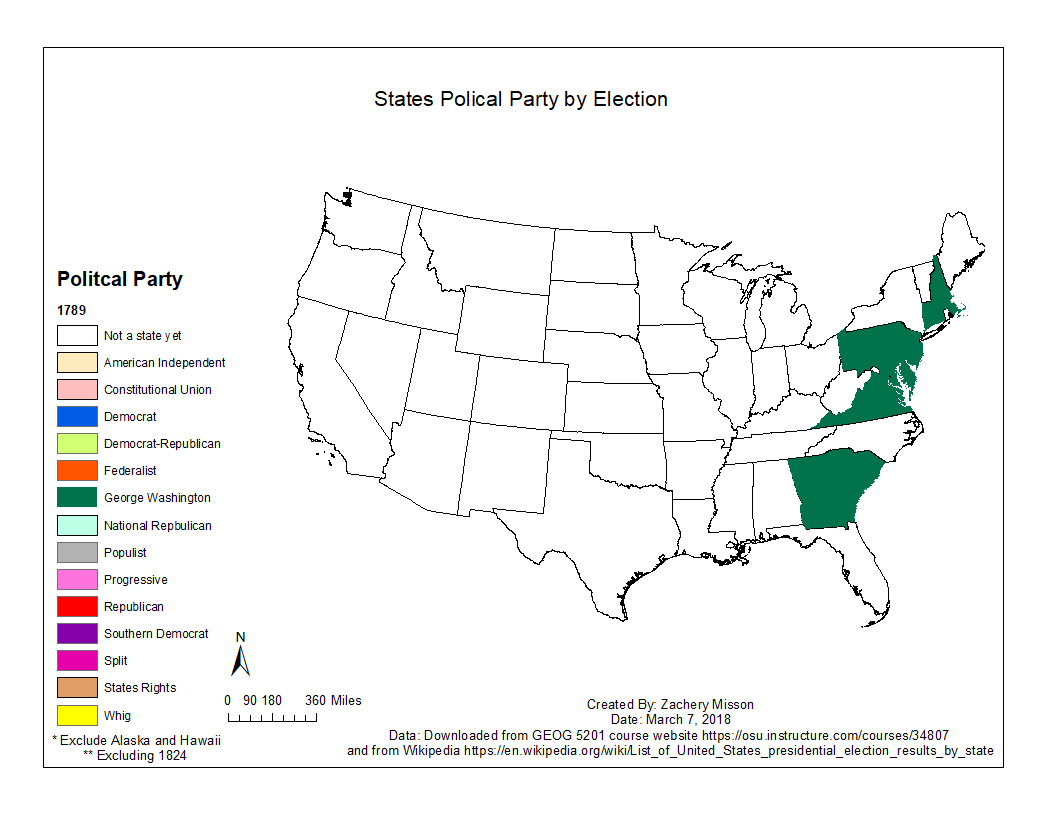 States Polical Party by Election
Politcal Party
1789
Not a state yet
American Independent
Constitutional Union
Democrat
Democrat-Republican
Federalist
George Washington
National Repbulican
Populist
Progressive
Republican
Southern Democrat
Split
States Rights
Whig
* Exclude Alaska and Hawaii
** Excluding 1824
N
0 90 180 360 Miles
Created By: Zachery Misson
Date: March 7, 2018
Data: Downloaded from GEOG 5201 course website https://osu.instructure.com/courses/34807
and from Wikipedia https://en.wikipedia.org/wiki/List_of_United_States_presidential_election_results_by_state